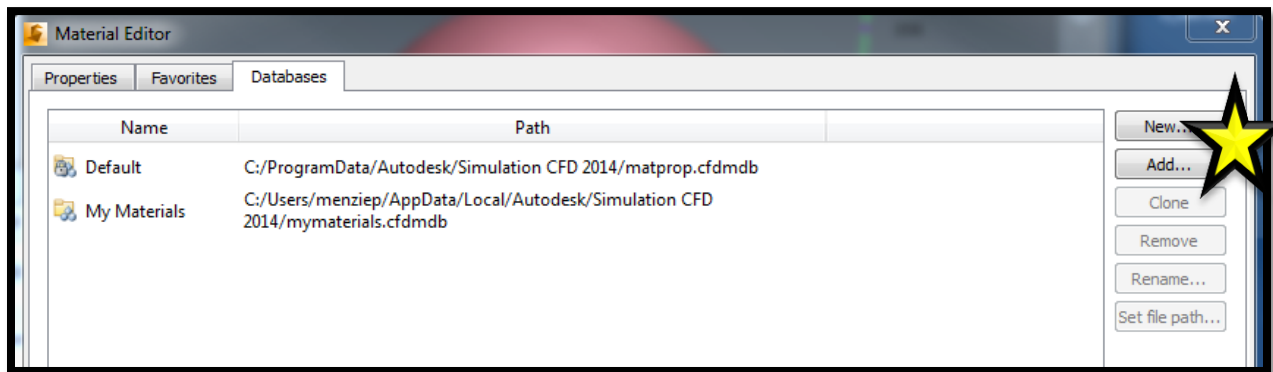 Material Editor
X
Properties Favorites Databases
Name Path
New...
Default C:/ProgramData/Autodesk/Simulation CFD 2014/matprop.cfdmdb
Add...
My Materials C:/Users/menziep/AppData/Local/Autodesk/Simulation CFD
2014/mymaterials.cfdmdb
Clone
Remove
Rename...
Set file path...